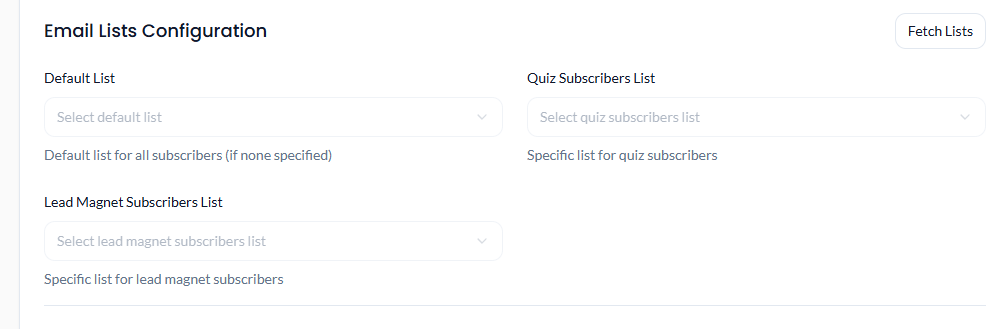 Email Lists Configuration
Fetch Lists
Default List
Quiz Subscribers List
Select default list
Select quiz subscribers list
Default list for all subscribers (if none specified)
Specific list for quiz subscribers
Lead Magnet Subscribers List
Select lead magnet subscribers list
Specific list for lead magnet subscribers